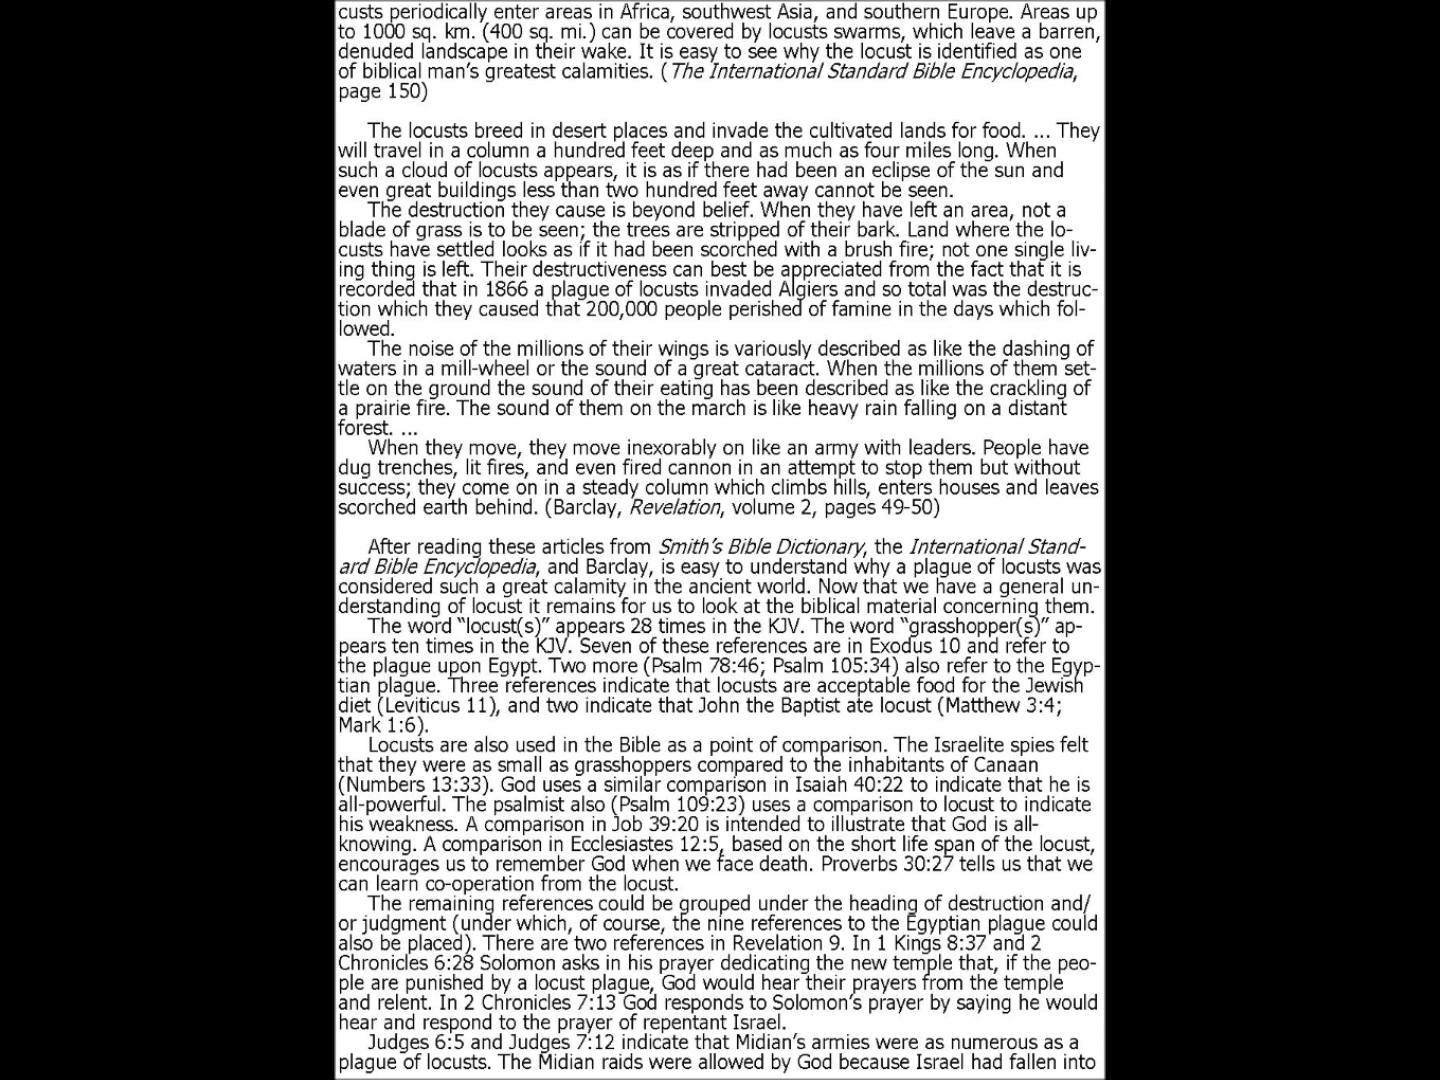 custs periodically enter areas in Africa, southwest Asia, and southern Europe. Areas up
to 1000 sq. km. (400 sq. mi.) can be covered by locusts swarms, which leave a barren,
denuded landscape in their wake. It is easy to see why the locust is identified as one
of biblical man's greatest calamities. (The International Standard Bible Encyclopedia,
page 150)
The locusts breed in desert places and invade the cultivated lands for food. ... They
will travel in a column a hundred feet deep and as much as four miles long. When
such a cloud of locusts appears, it is as if there had been an eclipse of the sun and
even great buildings less than two hundred feet away cannot be seen.
The destruction they cause is beyond belief. When they have left an area, not a
blade of grass is to be seen; the trees are stripped of their bark. Land where the lo-
custs have settled looks as if it had been scorched with a brush fire; not one single liv-
ing thing is left. Their destructiveness can best be appreciated from the fact that it is
recorded that in 1866 a plague of locusts invaded Algiers and so total was the destruc-
tion which they caused that 200,000 people perished of famine in the days which fol-
lowed.
The noise of the millions of their wings is variously described as like the dashing of
waters in a mill-wheel or the sound of a great cataract. When the millions of them set-
tle on the ground the sound of their eating has been described as like the crackling of
a prairie fire. The sound of them on the march is like heavy rain falling on a distant
forest. ...
When they move, they move inexorably on like an army with leaders. People have
dug trenches, lit fires, and even fired cannon in an attempt to stop them but without
success; they come on in a steady column which climbs hills, enters houses and leaves
scorched earth behind. (Barclay, Revelation, volume 2, pages 49-50)
After reading these articles from Smith's Bible Dictionary, the International Stand-
ard Bible Encyclopedia, and Barclay, is easy to understand why a plague of locusts was
considered such a great calamity in the ancient world. Now that we have a general un-
derstanding of locust it remains for us to look at the biblical material concerning them.
The word "locust(s)" appears 28 times in the KJV. The word "grasshopper(s)" ap-
pears ten times in the KJV. Seven of these references are in Exodus 10 and refer to
the plague upon Egypt. Two more (Psalm 78:46; Psalm 105:34) also refer to the Egyp-
tian plague. Three references indicate that locusts are acceptable food for the Jewish
diet (Leviticus 11), and two indicate that John the Baptist ate locust (Matthew 3:4;
Mark 1:6).
Locusts are also used in the Bible as a point of comparison. The Israelite spies felt
that they were as small as grasshoppers compared to the inhabitants of Canaan
(Numbers 13:33). God uses a similar comparison in Isaiah 40:22 to indicate that he is
all-powerful. The psalmist also (Psalm 109:23) uses a comparison to locust to indicate
his weakness. A comparison in Job 39:20 is intended to illustrate that God is all-
knowing. A comparison in Ecclesiastes 12:5, based on the short life span of the locust,
encourages us to remember God when we face death. Proverbs 30:27 tells us that we
can learn co-operation from the locust.
The remaining references could be grouped under the heading of destruction and/
or judgment (under which, of course, the nine references to the Egyptian plague could
also be placed). There are two references in Revelation 9. In 1 Kings 8:37 and 2
Chronicles 6:28 Solomon asks in his prayer dedicating the new temple that, if the peo-
ple are punished by a locust plague, God would hear their prayers from the temple
and relent. In 2 Chronicles 7:13 God responds to Solomon's prayer by saying he would
hear and respond to the prayer of repentant Israel.
Judges 6:5 and Judges 7:12 indicate that Midian's armies were as numerous as a
plague of locusts. The Midian raids were allowed by God because Israel had fallen into